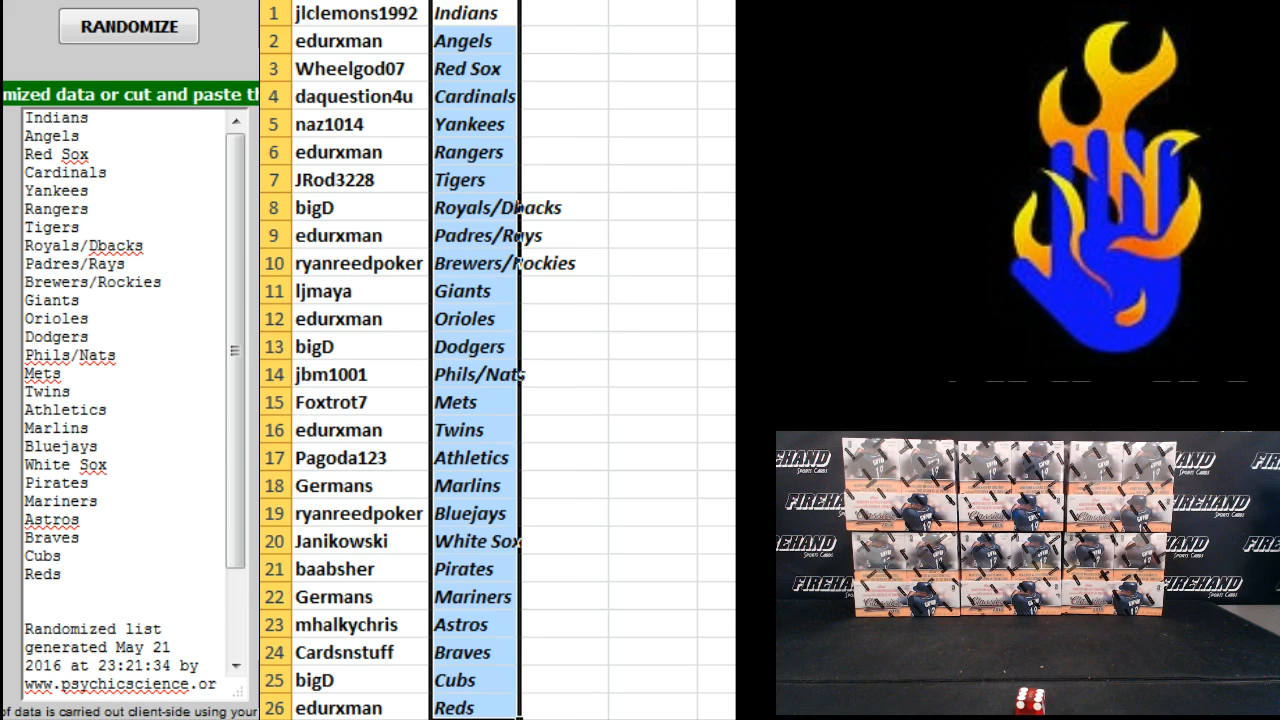 RANDOMIZE
mized data or cut and paste th
Indians
Angels
Red Sox
Cardinals
Yankees
Rangers
Tigers
Royals/Dbacks
Padres/Rays
Brewers/Rockies
Giants
Orioles
Dodgers
Phils/Nats
Mets
Twins
Athletics
Marlins
Bluejays
White Sox
Pirates
Mariners
Astros
Braves
Cubs
Reds
Randomized list
generated May 21
2016 at 23:21:34 by
www.psychicscience.or
of data is carried out client-side using your
1 jlclemons1992 Indians
2 edurxman Angels
3 Wheelgod07 Red Sox
4 daquestion4u Cardinals
5 naz1014 Yankees
6 edurxman Rangers
7 JRod3228 Tigers
8 bigD Royals/Dbacks
9 edurxman Padres/Rays
10 ryanreedpoker Brewers/Rockies
11 ljmaya Giants
12 edurxman Orioles
13 bigD Dodgers
14 jbm1001 Phils/Nats
15 Foxtrot7 Mets
16 edurxman Twins
17 Pagoda123 Athletics
18 Germans Marlins
19 ryanreedpoker Bluejays
20 Janikowski White Sox
21 baabsher Pirates
22 Germans Mariners
23 mhalkychris Astros
24 Cardsnstuff Braves
25 bigD Cubs
26 edurxman Reds
FIREHAND
SPORTS CARDS